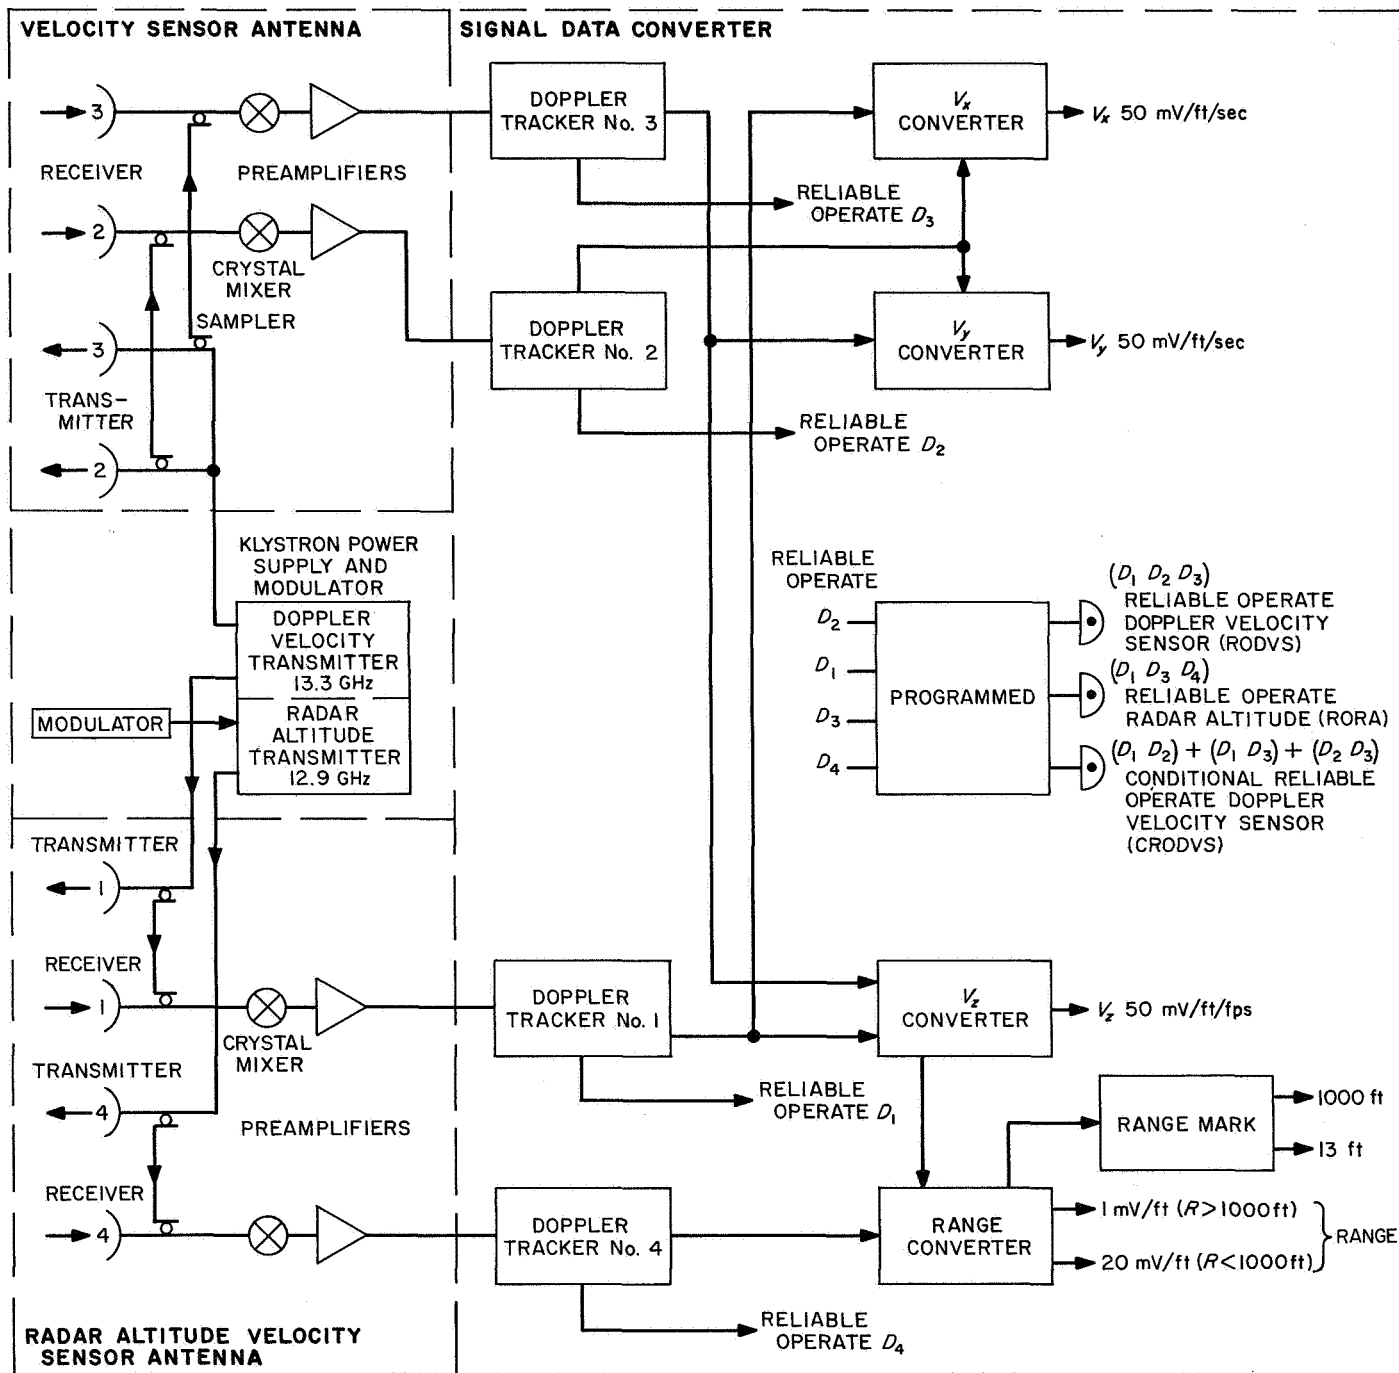 VELOCITY SENSOR ANTENNA
SIGNAL DATA CONVERTER
3
RECEIVER
PREAMPLIFIERS
2
CRYSTAL
MIXER
SAMPLER
3
TRANS-
MITTER
2
DOPPLER
TRACKER No. 3
RELIABLE
OPERATE D₃
Vₓ
CONVERTER
Vₓ 50 mV/ft/sec
DOPPLER
TRACKER No. 2
RELIABLE
OPERATE D₂
V_y
CONVERTER
V_y 50 mV/ft/sec
KLYSTRON POWER
SUPPLY AND
MODULATOR
DOPPLER
VELOCITY
TRANSMITTER
13.3 GHz
MODULATOR
RADAR
ALTITUDE
TRANSMITTER
12.9 GHz
RELIABLE
OPERATE
D₂
D₁
D₃
D₄
PROGRAMMED
(D₁ D₂ D₃)
RELIABLE OPERATE
DOPPLER VELOCITY
SENSOR (RODVS)
(D₁ D₃ D₄)
RELIABLE OPERATE
RADAR ALTITUDE (RORA)
(D₁ D₂) + (D₁ D₃) + (D₂ D₃)
CONDITIONAL RELIABLE
OPERATE DOPPLER
VELOCITY SENSOR
(CRODVS)
TRANSMITTER
1
RECEIVER
1
CRYSTAL
MIXER
TRANSMITTER
4
PREAMPLIFIERS
RECEIVER
4
DOPPLER
TRACKER No. 1
RELIABLE
OPERATE D₁
V_z
CONVERTER
V_z 50 mV/ft/fps
RANGE MARK
1000 ft
13 ft
DOPPLER
TRACKER No. 4
RELIABLE
OPERATE D₄
RANGE
CONVERTER
1 mV/ft (R>1000ft)
20 mV/ft (R<1000ft)
RANGE
RADAR ALTITUDE VELOCITY
SENSOR ANTENNA